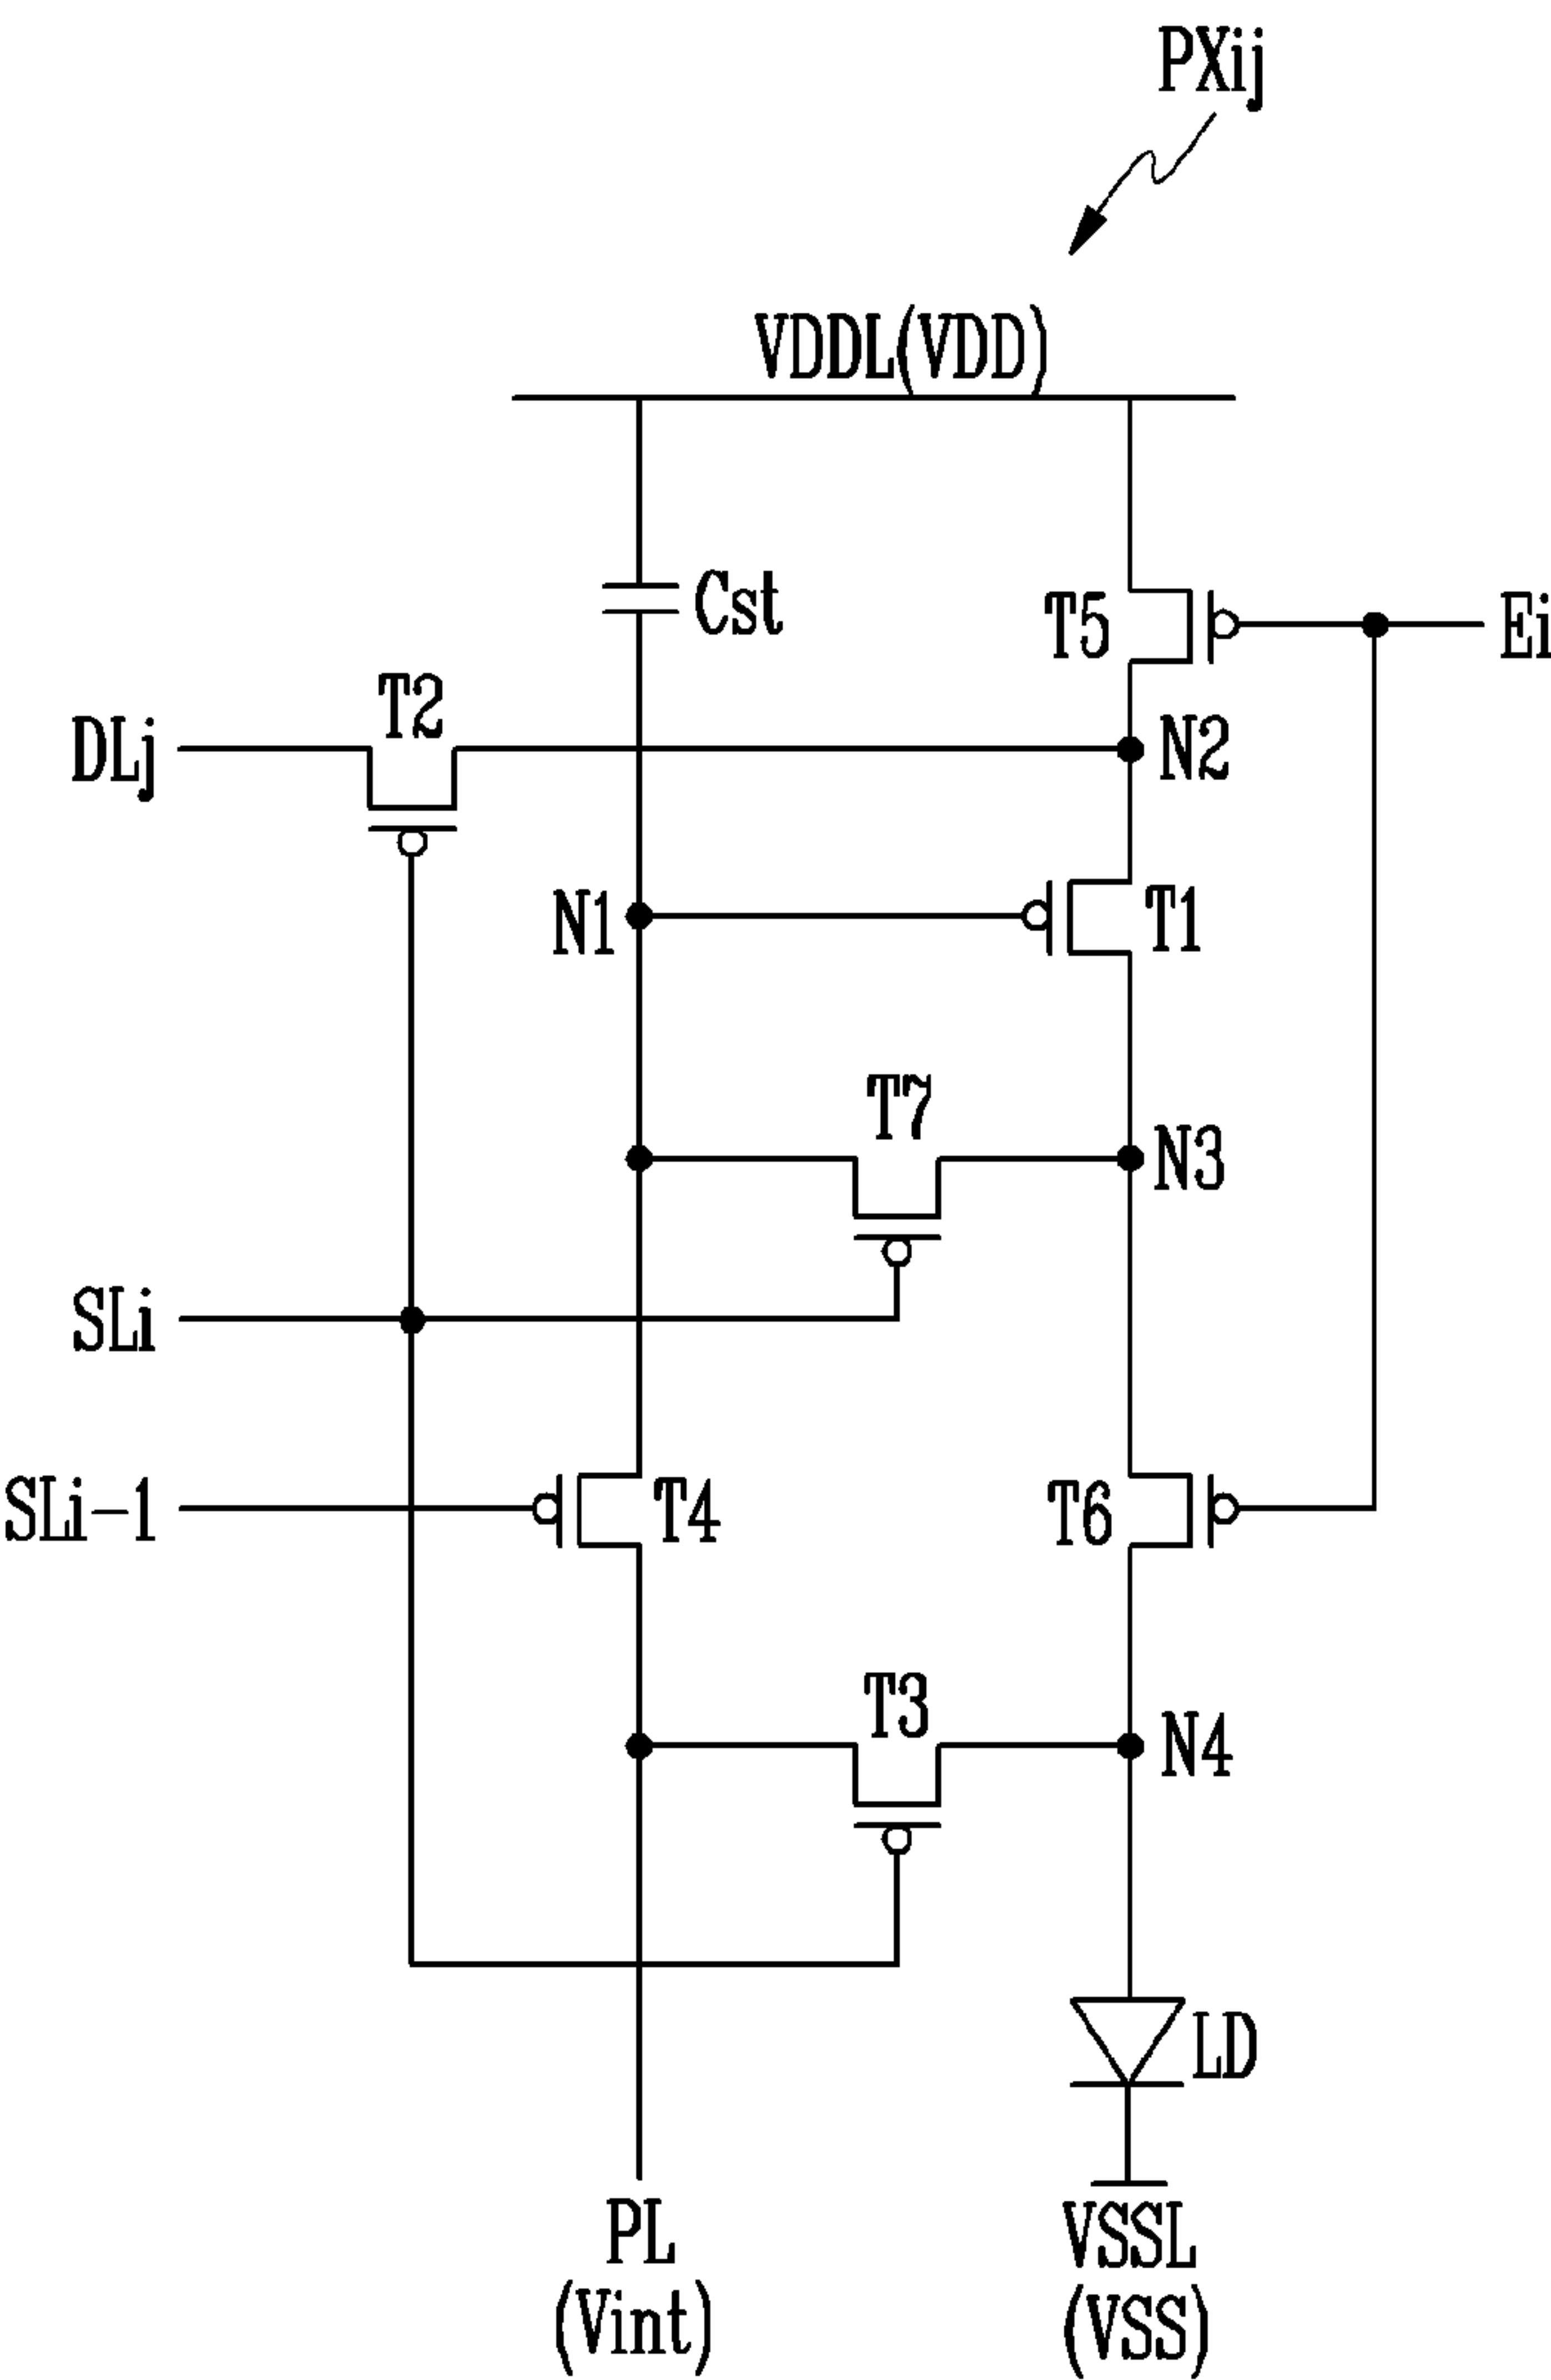 PXij
VDDL(VDD)
Cst
T5
Ei
T2
DLj
N2
N1
T1
T7
N3
SLi
SLi-1
T4
T6
T3
N4
LD
PL
(Vint)
VSSL
(VSS)